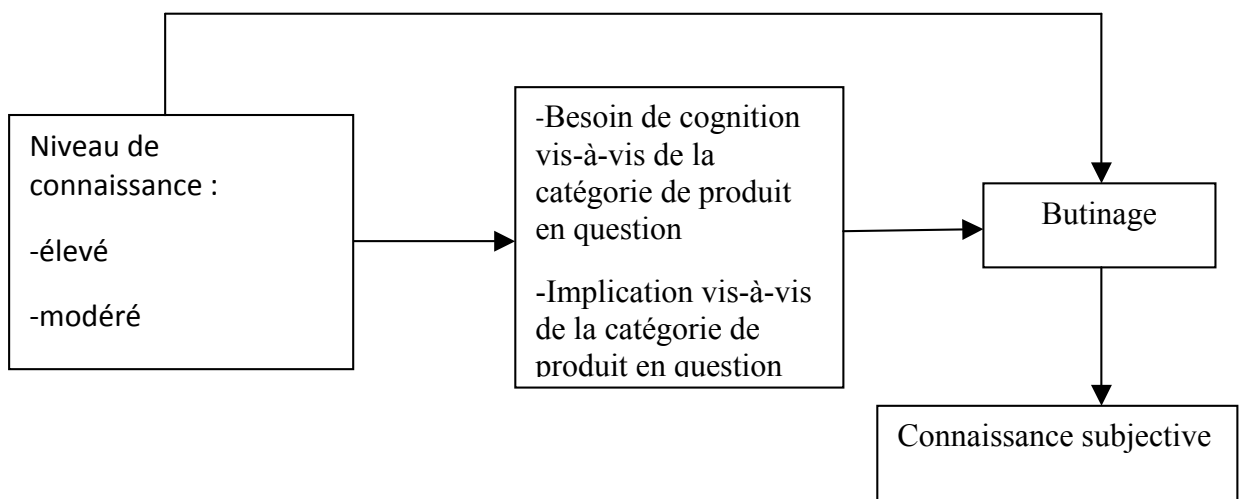 Niveau de
connaissance :
-élevé
-modéré
-Besoin de cognition
vis-à-vis de la
catégorie de produit
en question
-Implication vis-à-vis
de la catégorie de
produit en question
Butinage
Connaissance subjective